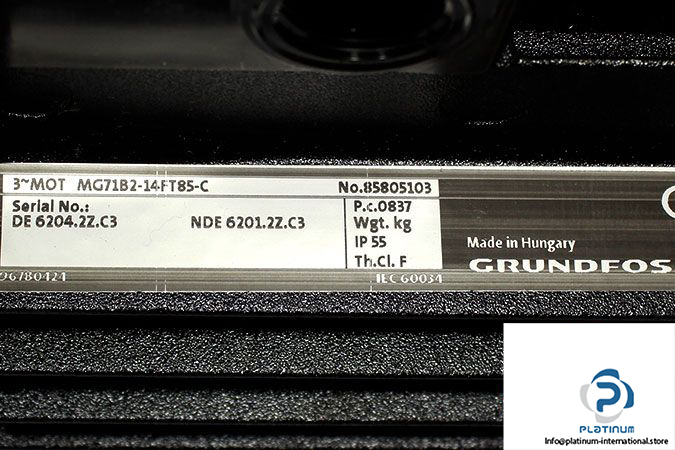 3~MOT MG71B2-14FT85-C No.85805103
Serial No.: P.c.0837
DE 6204.2Z.C3 NDE 6201.2Z.C3 Wgt. kg
IP 55
Th.Cl. F
Made in Hungary
GRUNDFOS
96780424 IEC 60034
PLATINUM
Info@platinum-international.store